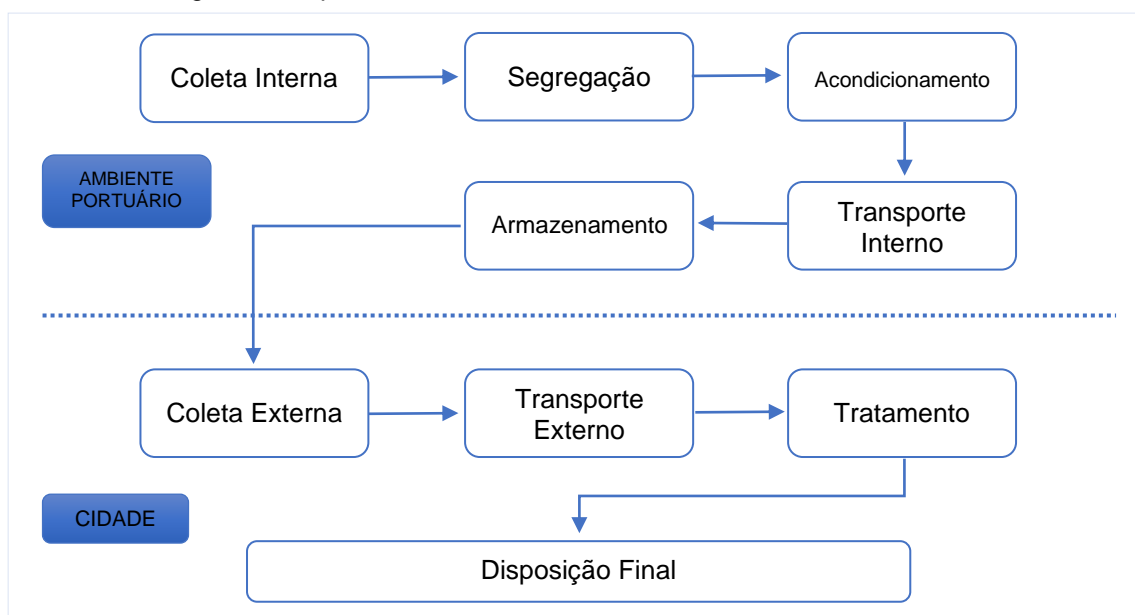 Coleta Interna
Segregação
Acondicionamento
AMBIENTE
PORTUÁRIO
Armazenamento
Transporte
Interno
Coleta Externa
Transporte
Externo
Tratamento
CIDADE
Disposição Final